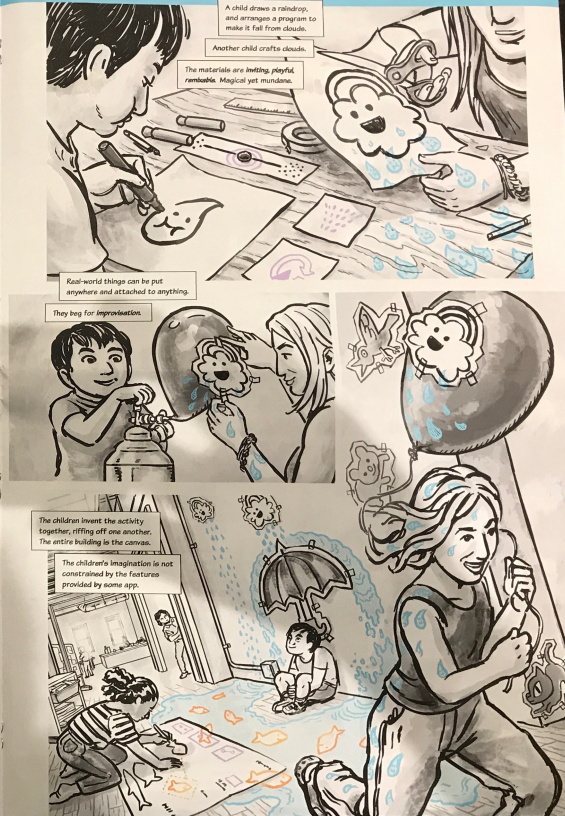 A child draws a raindrop,
and arranges a program to
make it fall from clouds.
Another child crafts clouds.
The materials are inviting, playful,
remixable. Magical yet mundane.
Real-world things can be put
anywhere and attached to anything.
They beg for improvisation.
The children invent the activity
together, riffing off one another.
The entire building is the canvas.
The children's imagination is not
constrained by the features
provided by some app.